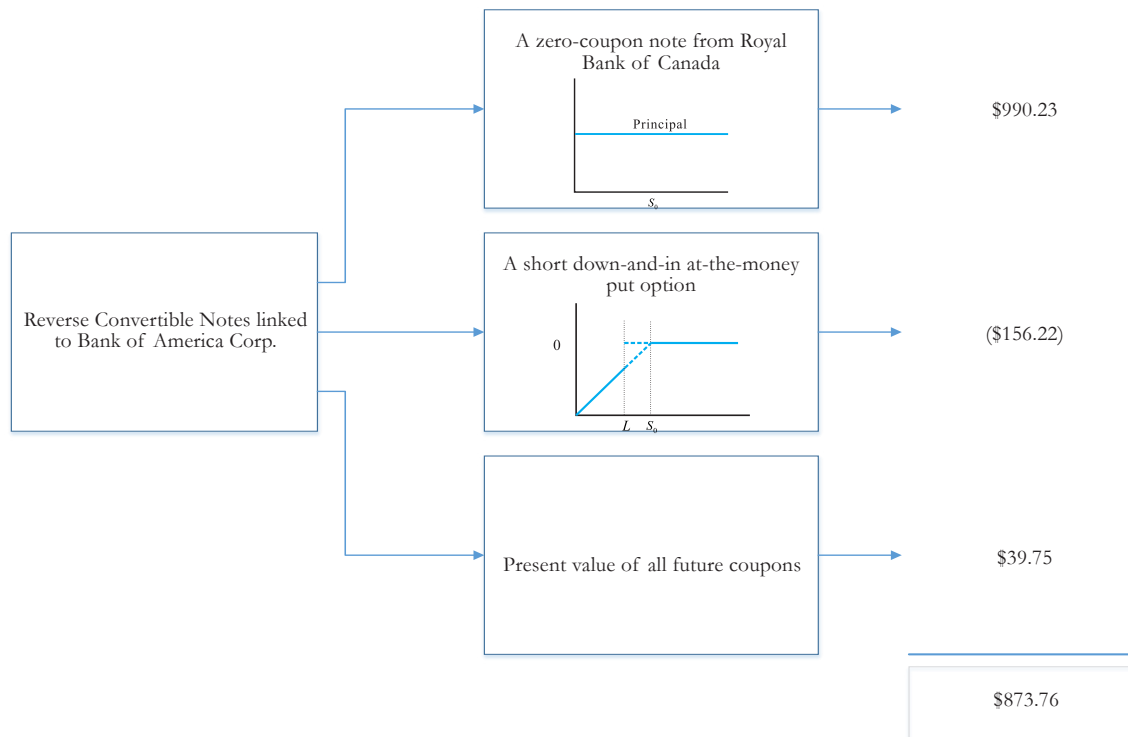 A zero-coupon note from Royal
Bank of Canada
Principal
S₀
$990.23
Reverse Convertible Notes linked
to Bank of America Corp.
A short down-and-in at-the-money
put option
0
L S₀
($156.22)
Present value of all future coupons
$39.75
$873.76